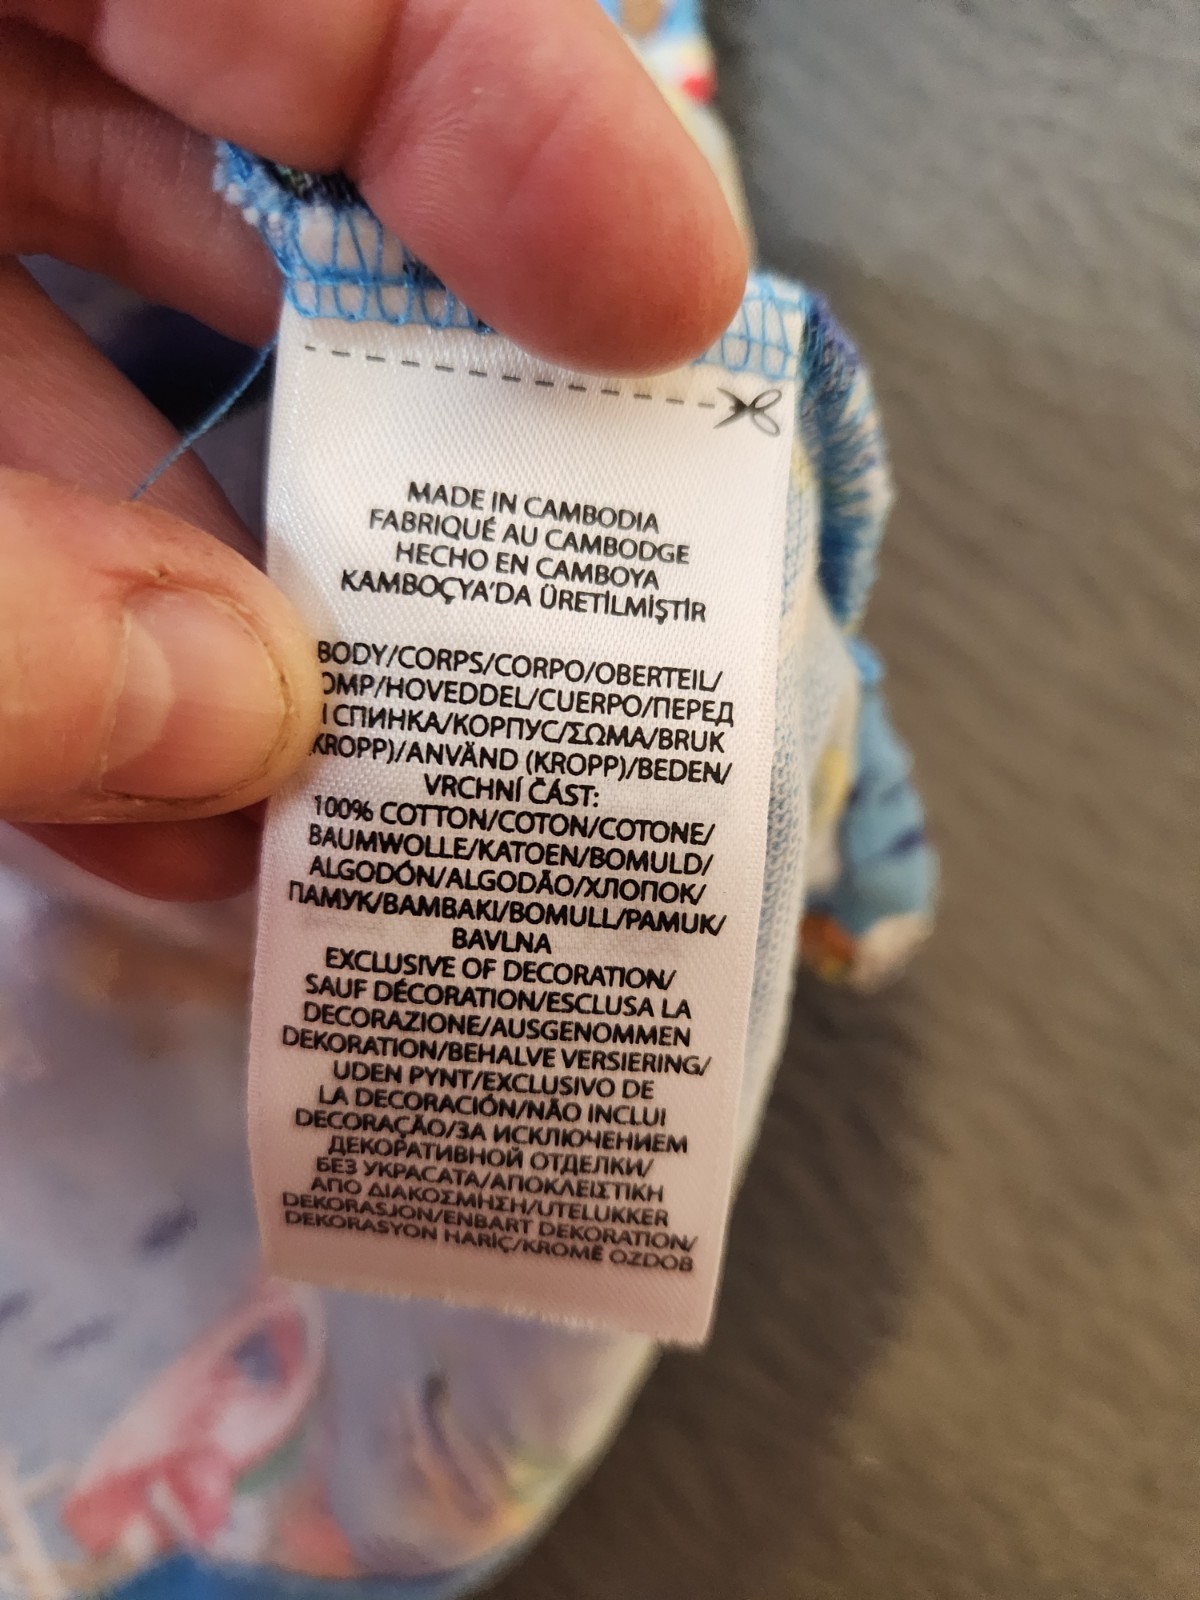 MADE IN CAMBODIA
FABRIQUÉ AU CAMBODGE
HECHO EN CAMBOYA
KAMBOÇYA'DA ÜRETİLMİŞTİR
BODY/CORPS/CORPO/OBERTEIL/
OMP/HOVEDDEL/CUERPO/ПЕРЕД
И СПИНКА/КОРПУС/ΣΩΜΑ/BRUK
(KROPP)/ANVÄND (KROPP)/BEDEN/
VRCHNÍ ČÁST:
100% COTTON/COTON/COTONE/
BAUMWOLLE/KATOEN/BOMULD/
ALGODÓN/ALGODÃO/ХЛОПОК/
ПАМУК/BAMBAKI/BOMULL/PAMUK/
BAVLNA
EXCLUSIVE OF DECORATION/
SAUF DÉCORATION/ESCLUSA LA
DECORAZIONE/AUSGENOMMEN
DEKORATION/BEHALVE VERSIERING/
UDEN PYNT/EXCLUSIVO DE
LA DECORACIÓN/NÃO INCLUI
DECORAÇÃO/ЗА ИСКЛЮЧЕНИЕМ
ДЕКОРАТИВНОЙ ОТДЕЛКИ/
БЕЗ УКРАСАТА/ΑΠΟΚΛΕΙΣΤΙΚΗ
ΑΠΟ ΔΙΑΚΟΣΜΗΣΗ/UTELUKKER
DEKORASJON/ENBART DEKORATION/
DEKORASYON HARİÇ/KROMĚ OZDOB